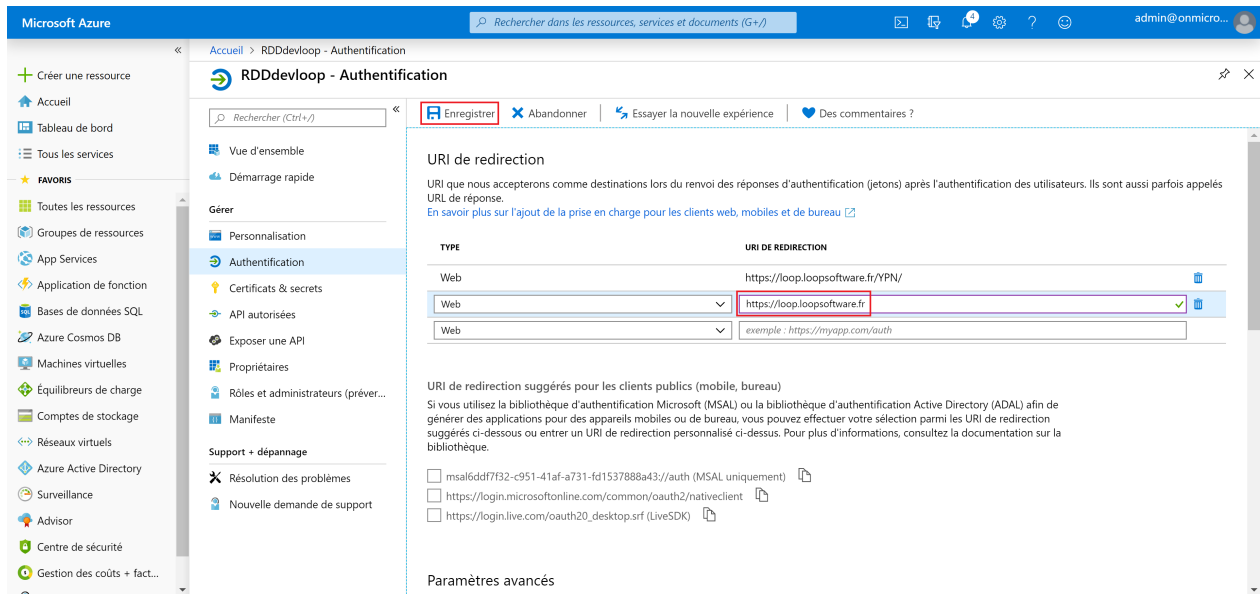 Microsoft Azure
Rechercher dans les ressources, services et documents (G+/)
4
?
admin@onmicro...
«
Créer une ressource
Accueil
Tableau de bord
Tous les services
FAVORIS
Toutes les ressources
Groupes de ressources
App Services
Application de fonction
Bases de données SQL
Azure Cosmos DB
Machines virtuelles
Équilibreurs de charge
Comptes de stockage
Réseaux virtuels
Azure Active Directory
Surveillance
Advisor
Centre de sécurité
Gestion des coûts + fact...
Accueil > RDDdevloop - Authentification
RDDdevloop - Authentification
Rechercher (Ctrl+/)
«
Vue d'ensemble
Démarrage rapide
Gérer
Personnalisation
Authentification
Certificats & secrets
API autorisées
Exposer une API
Propriétaires
Rôles et administrateurs (préver...
Manifeste
Support + dépannage
Résolution des problèmes
Nouvelle demande de support
Enregistrer
Abandonner
Essayer la nouvelle expérience
Des commentaires ?
URI de redirection
URI que nous accepterons comme destinations lors du renvoi des réponses d'authentification (jetons) après l'authentification des utilisateurs. Ils sont aussi parfois appelés
URL de réponse.
En savoir plus sur l'ajout de la prise en charge pour les clients web, mobiles et de bureau
TYPE URI DE REDIRECTION
Web https://loop.loopsoftware.fr/YPN/
Web https://loop.loopsoftware.fr
Web exemple : https://myapp.com/auth
URI de redirection suggérés pour les clients publics (mobile, bureau)
Si vous utilisez la bibliothèque d'authentification Microsoft (MSAL) ou la bibliothèque d'authentification Active Directory (ADAL) afin de
générer des applications pour des appareils mobiles ou de bureau, vous pouvez effectuer votre sélection parmi les URI de redirection
suggérés ci-dessous ou entrer un URI de redirection personnalisé ci-dessus. Pour plus d'informations, consultez la documentation sur la
bibliothèque.
msal6ddf7f32-c951-41af-a731-fd1537888a43://auth (MSAL uniquement)
https://login.microsoftonline.com/common/oauth2/nativeclient
https://login.live.com/oauth20_desktop.srf (LiveSDK)
Paramètres avancés